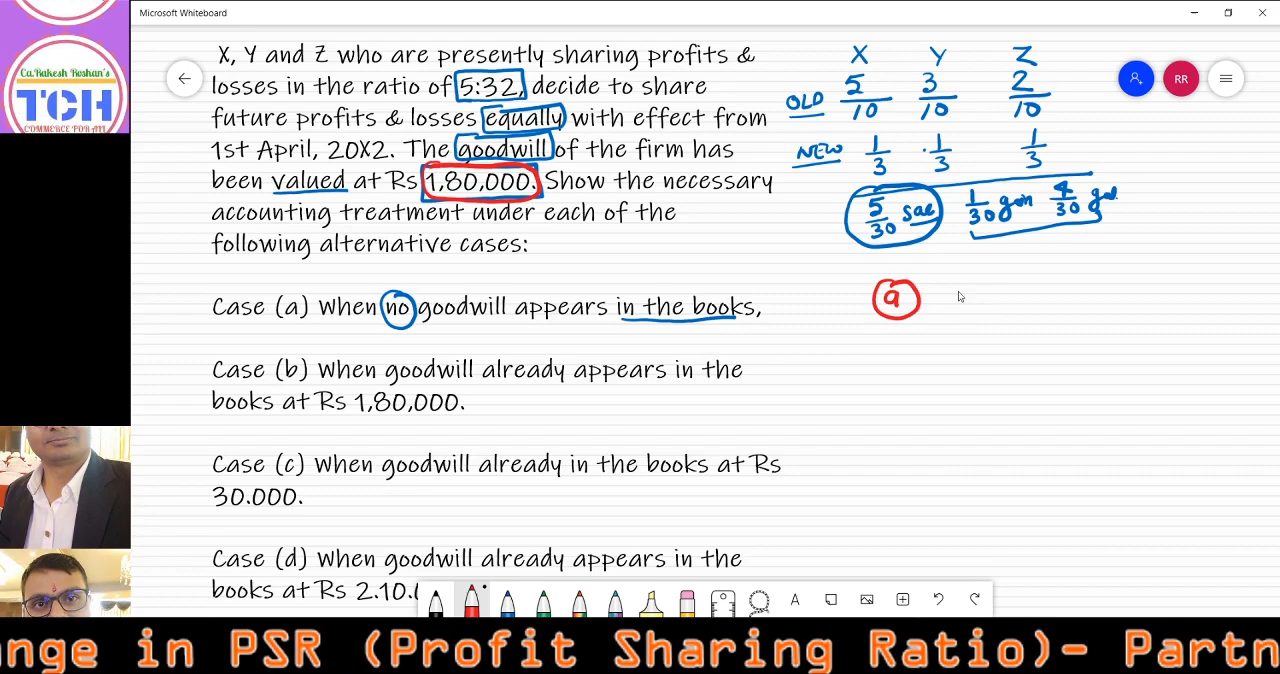 Microsoft Whiteboard
Ca.Rakesh Roshan's
TCH
COMMERCE FOR All
X, Y and Z who are presently sharing profits &
losses in the ratio of 5:32, decide to share
future profits & losses equally with effect from
1st April, 20X2. The goodwill of the firm has
been valued at Rs 1,80,000. Show the necessary
accounting treatment under each of the
following alternative cases:
Case (a) When no goodwill appears in the books,
Case (b) When goodwill already appears in the
books at Rs 1,80,000.
Case (c) When goodwill already in the books at Rs
30.000.
Case (d) When goodwill already appears in the
books at Rs 2.10.0
X Y Z
OLD 5/10 3/10 2/10
NEW 1/3 1/3 1/3
5/30 sac 1/30 gain 4/30
a
RR
A
ange in PSR (Profit Sharing Ratio)- Partn